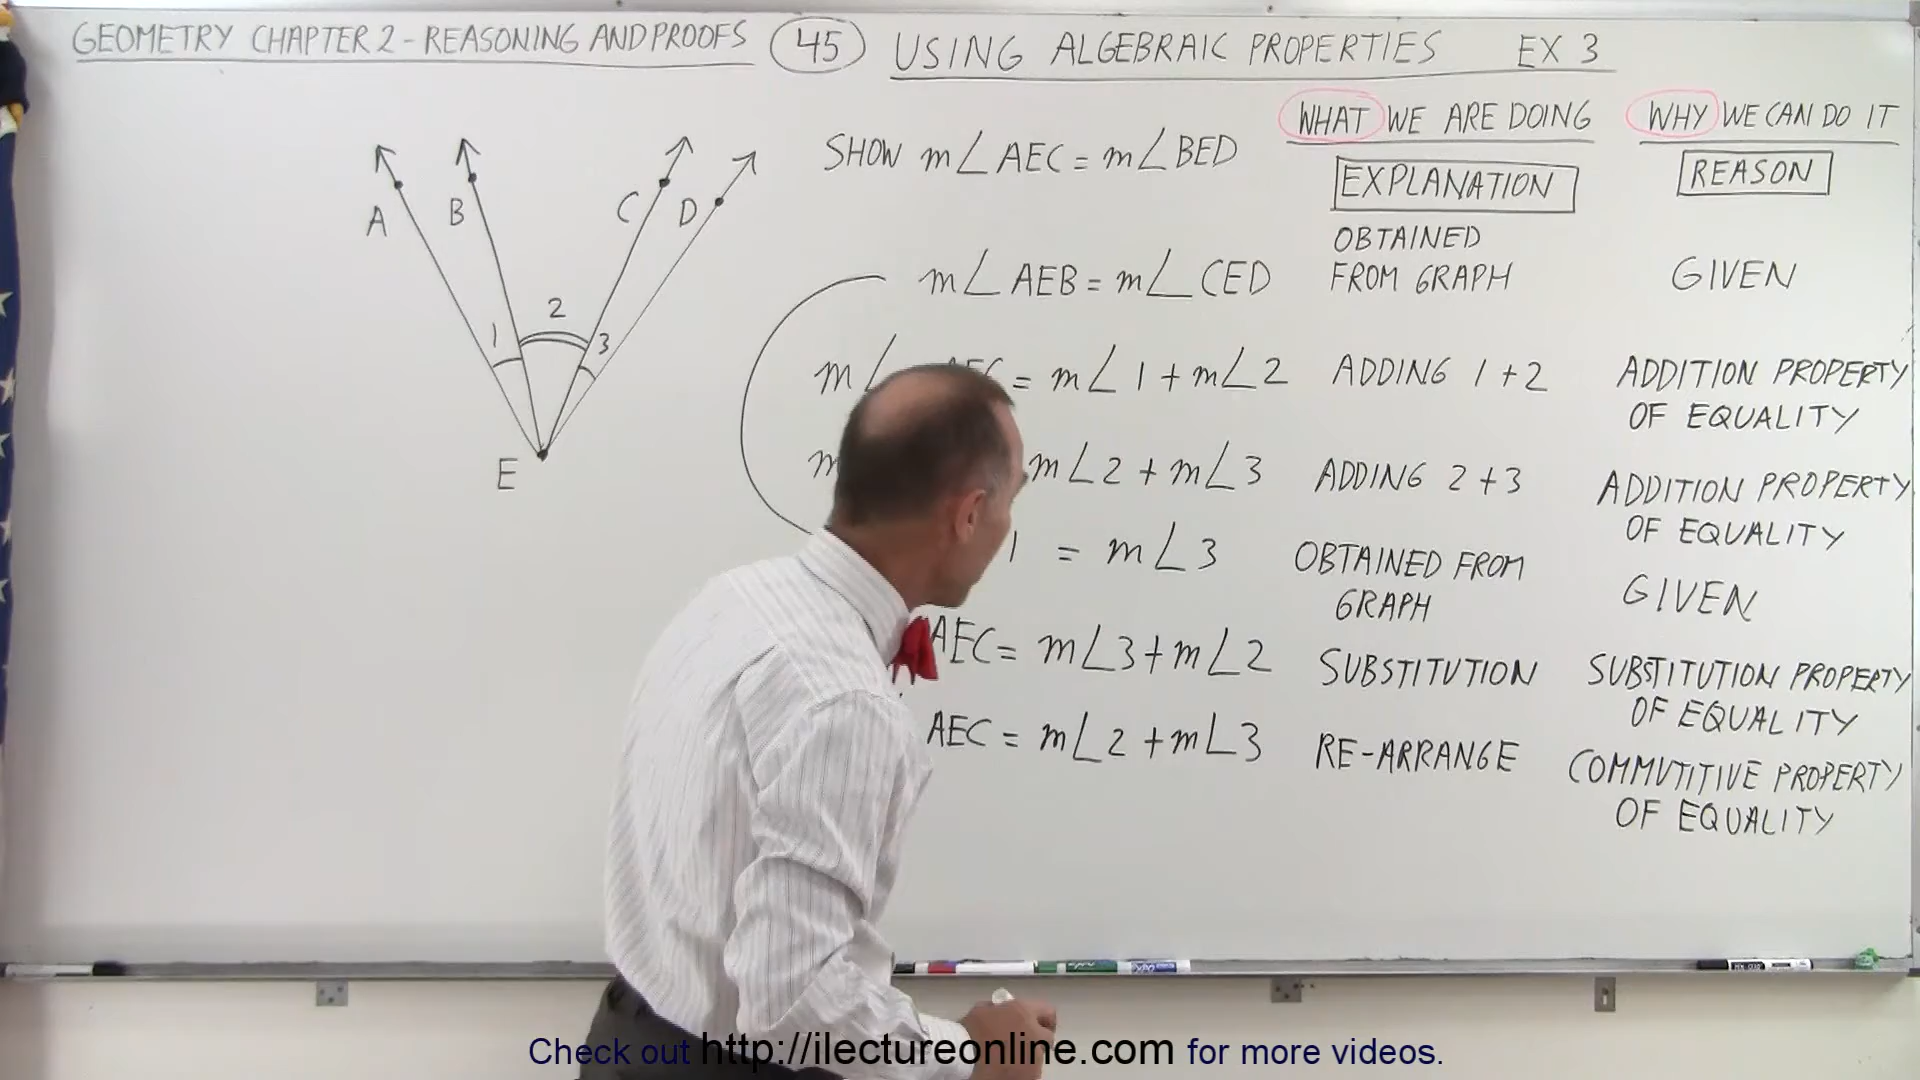 GEOMETRY CHAPTER 2 - REASONING AND PROOFS 45 USING ALGEBRAIC PROPERTIES EX 3
WHAT WE ARE DOING WHY WE CAN DO IT
SHOW m∠AEC = m∠BED
EXPLANATION REASON
A B C D
1 2 3
E
m∠AEB = m∠CED OBTAINED FROM GRAPH GIVEN
m∠ AEC = m∠1 + m∠2 ADDING 1 + 2 ADDITION PROPERTY
OF EQUALITY
m m∠2 + m∠3 ADDING 2 + 3 ADDITION PROPERTY
OF EQUALITY
1 = m∠3 OBTAINED FROM
GRAPH GIVEN
AEC = m∠3 + m∠2 SUBSTITUTION SUBSTITUTION PROPERTY
OF EQUALITY
AEC = m∠2 + m∠3 RE-ARRANGE COMMUTITIVE PROPERTY
OF EQUALITY
EXPO
Check out http://ilectureonline.com for more videos.